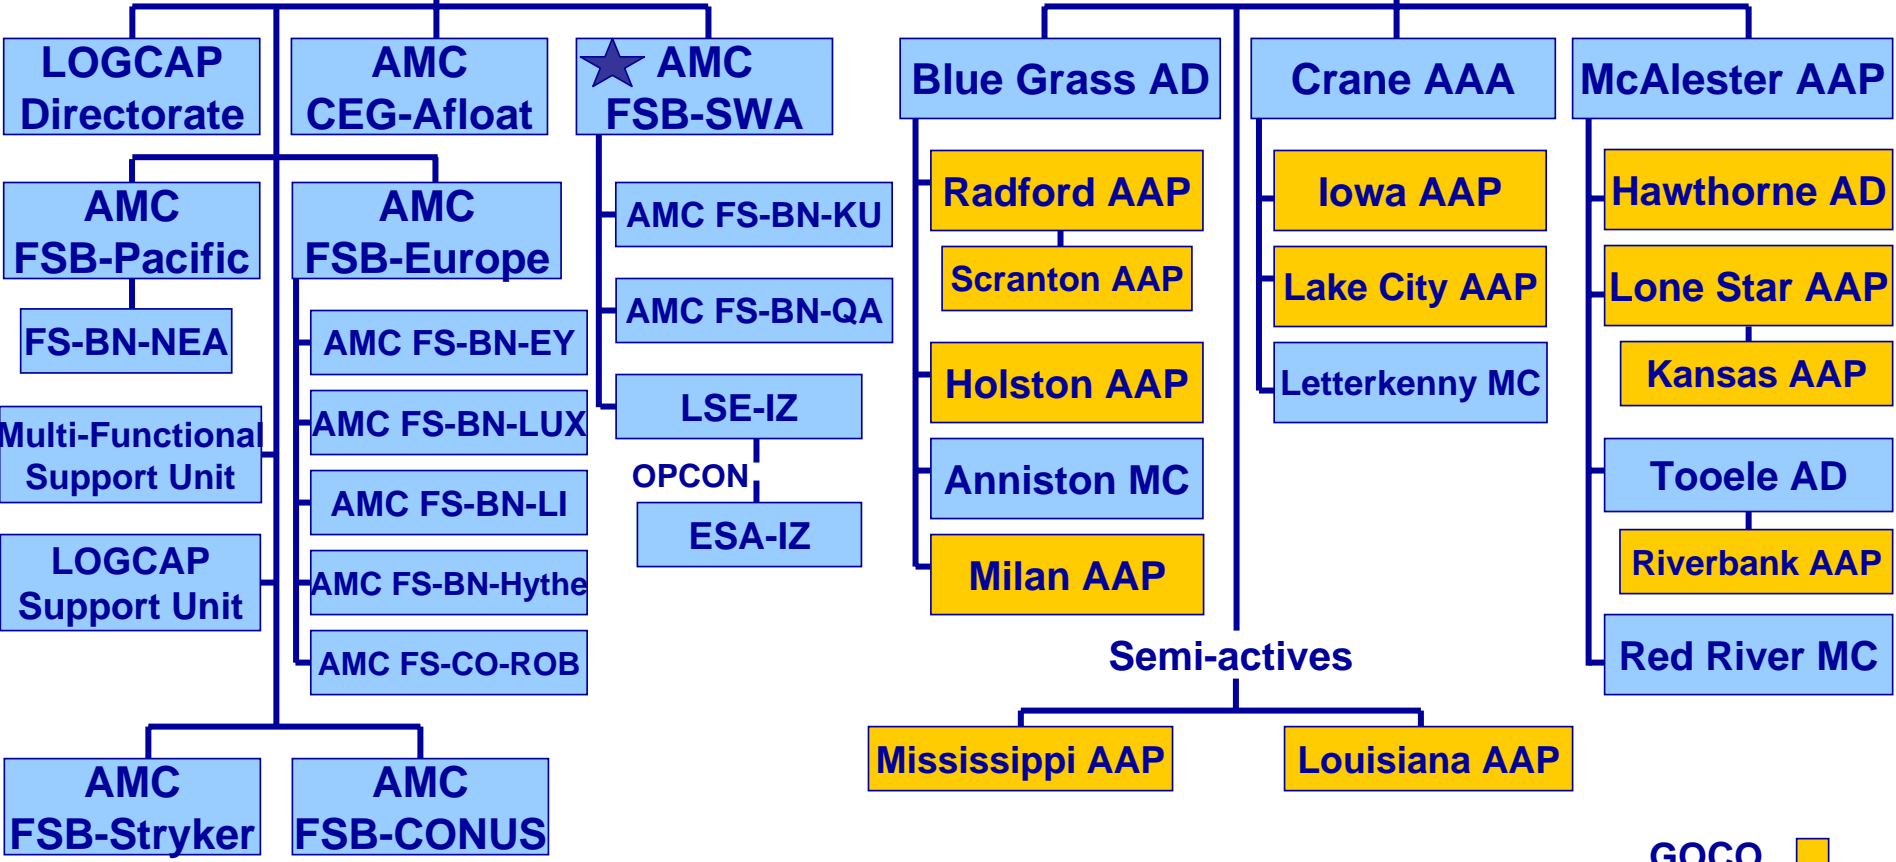 LOGCAP
Directorate
AMC
CEG-Afloat
AMC
FSB-SWA
AMC
FSB-Pacific
AMC
FSB-Europe
FS-BN-NEA
Multi-Functional
Support Unit
LOGCAP
Support Unit
AMC FS-BN-EY
AMC FS-BN-LUX
AMC FS-BN-LI
AMC FS-BN-Hythe
AMC FS-CO-ROB
AMC FS-BN-KU
AMC FS-BN-QA
LSE-IZ
OPCON
ESA-IZ
AMC
FSB-Stryker
AMC
FSB-CONUS
Blue Grass AD
Radford AAP
Scranton AAP
Holston AAP
Anniston MC
Milan AAP
Crane AAA
Iowa AAP
Lake City AAP
Letterkenny MC
McAlester AAP
Hawthorne AD
Lone Star AAP
Kansas AAP
Tooele AD
Riverbank AAP
Red River MC
Semi-actives
Mississippi AAP
Louisiana AAP
GOCO